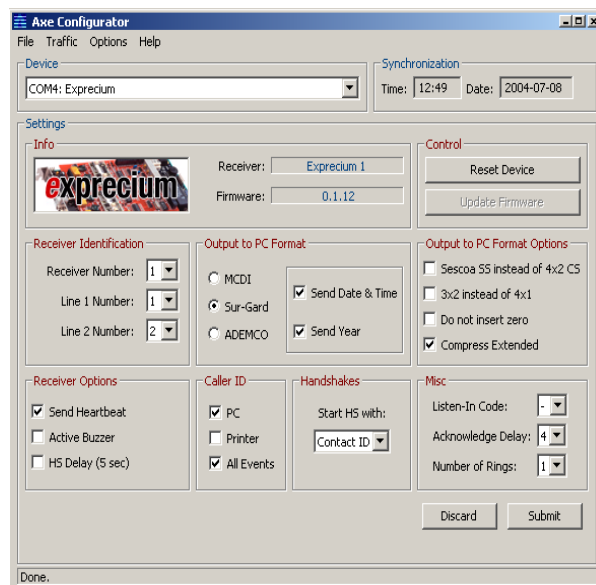 Axe Configurator
File Traffic Options Help
Device
Synchronization
COM4: Exprecium
Time: 12:49 Date: 2004-07-08
Settings
Info
Control
exprecium
Receiver: Exprecium 1
Reset Device
Firmware: 0.1.12
Update Firmware
Receiver Identification
Output to PC Format
Output to PC Format Options
Receiver Number: 1
Line 1 Number: 1
Line 2 Number: 2
MCDI
Sur-Gard
ADEMCO
Send Date & Time
Send Year
Sescoa SS instead of 4x2 CS
3x2 instead of 4x1
Do not insert zero
Compress Extended
Receiver Options
Caller ID
Handshakes
Misc
Send Heartbeat
Active Buzzer
HS Delay (5 sec)
PC
Printer
All Events
Start HS with:
Contact ID
Listen-In Code: -
Acknowledge Delay: 4
Number of Rings: 1
Discard
Submit
Done.